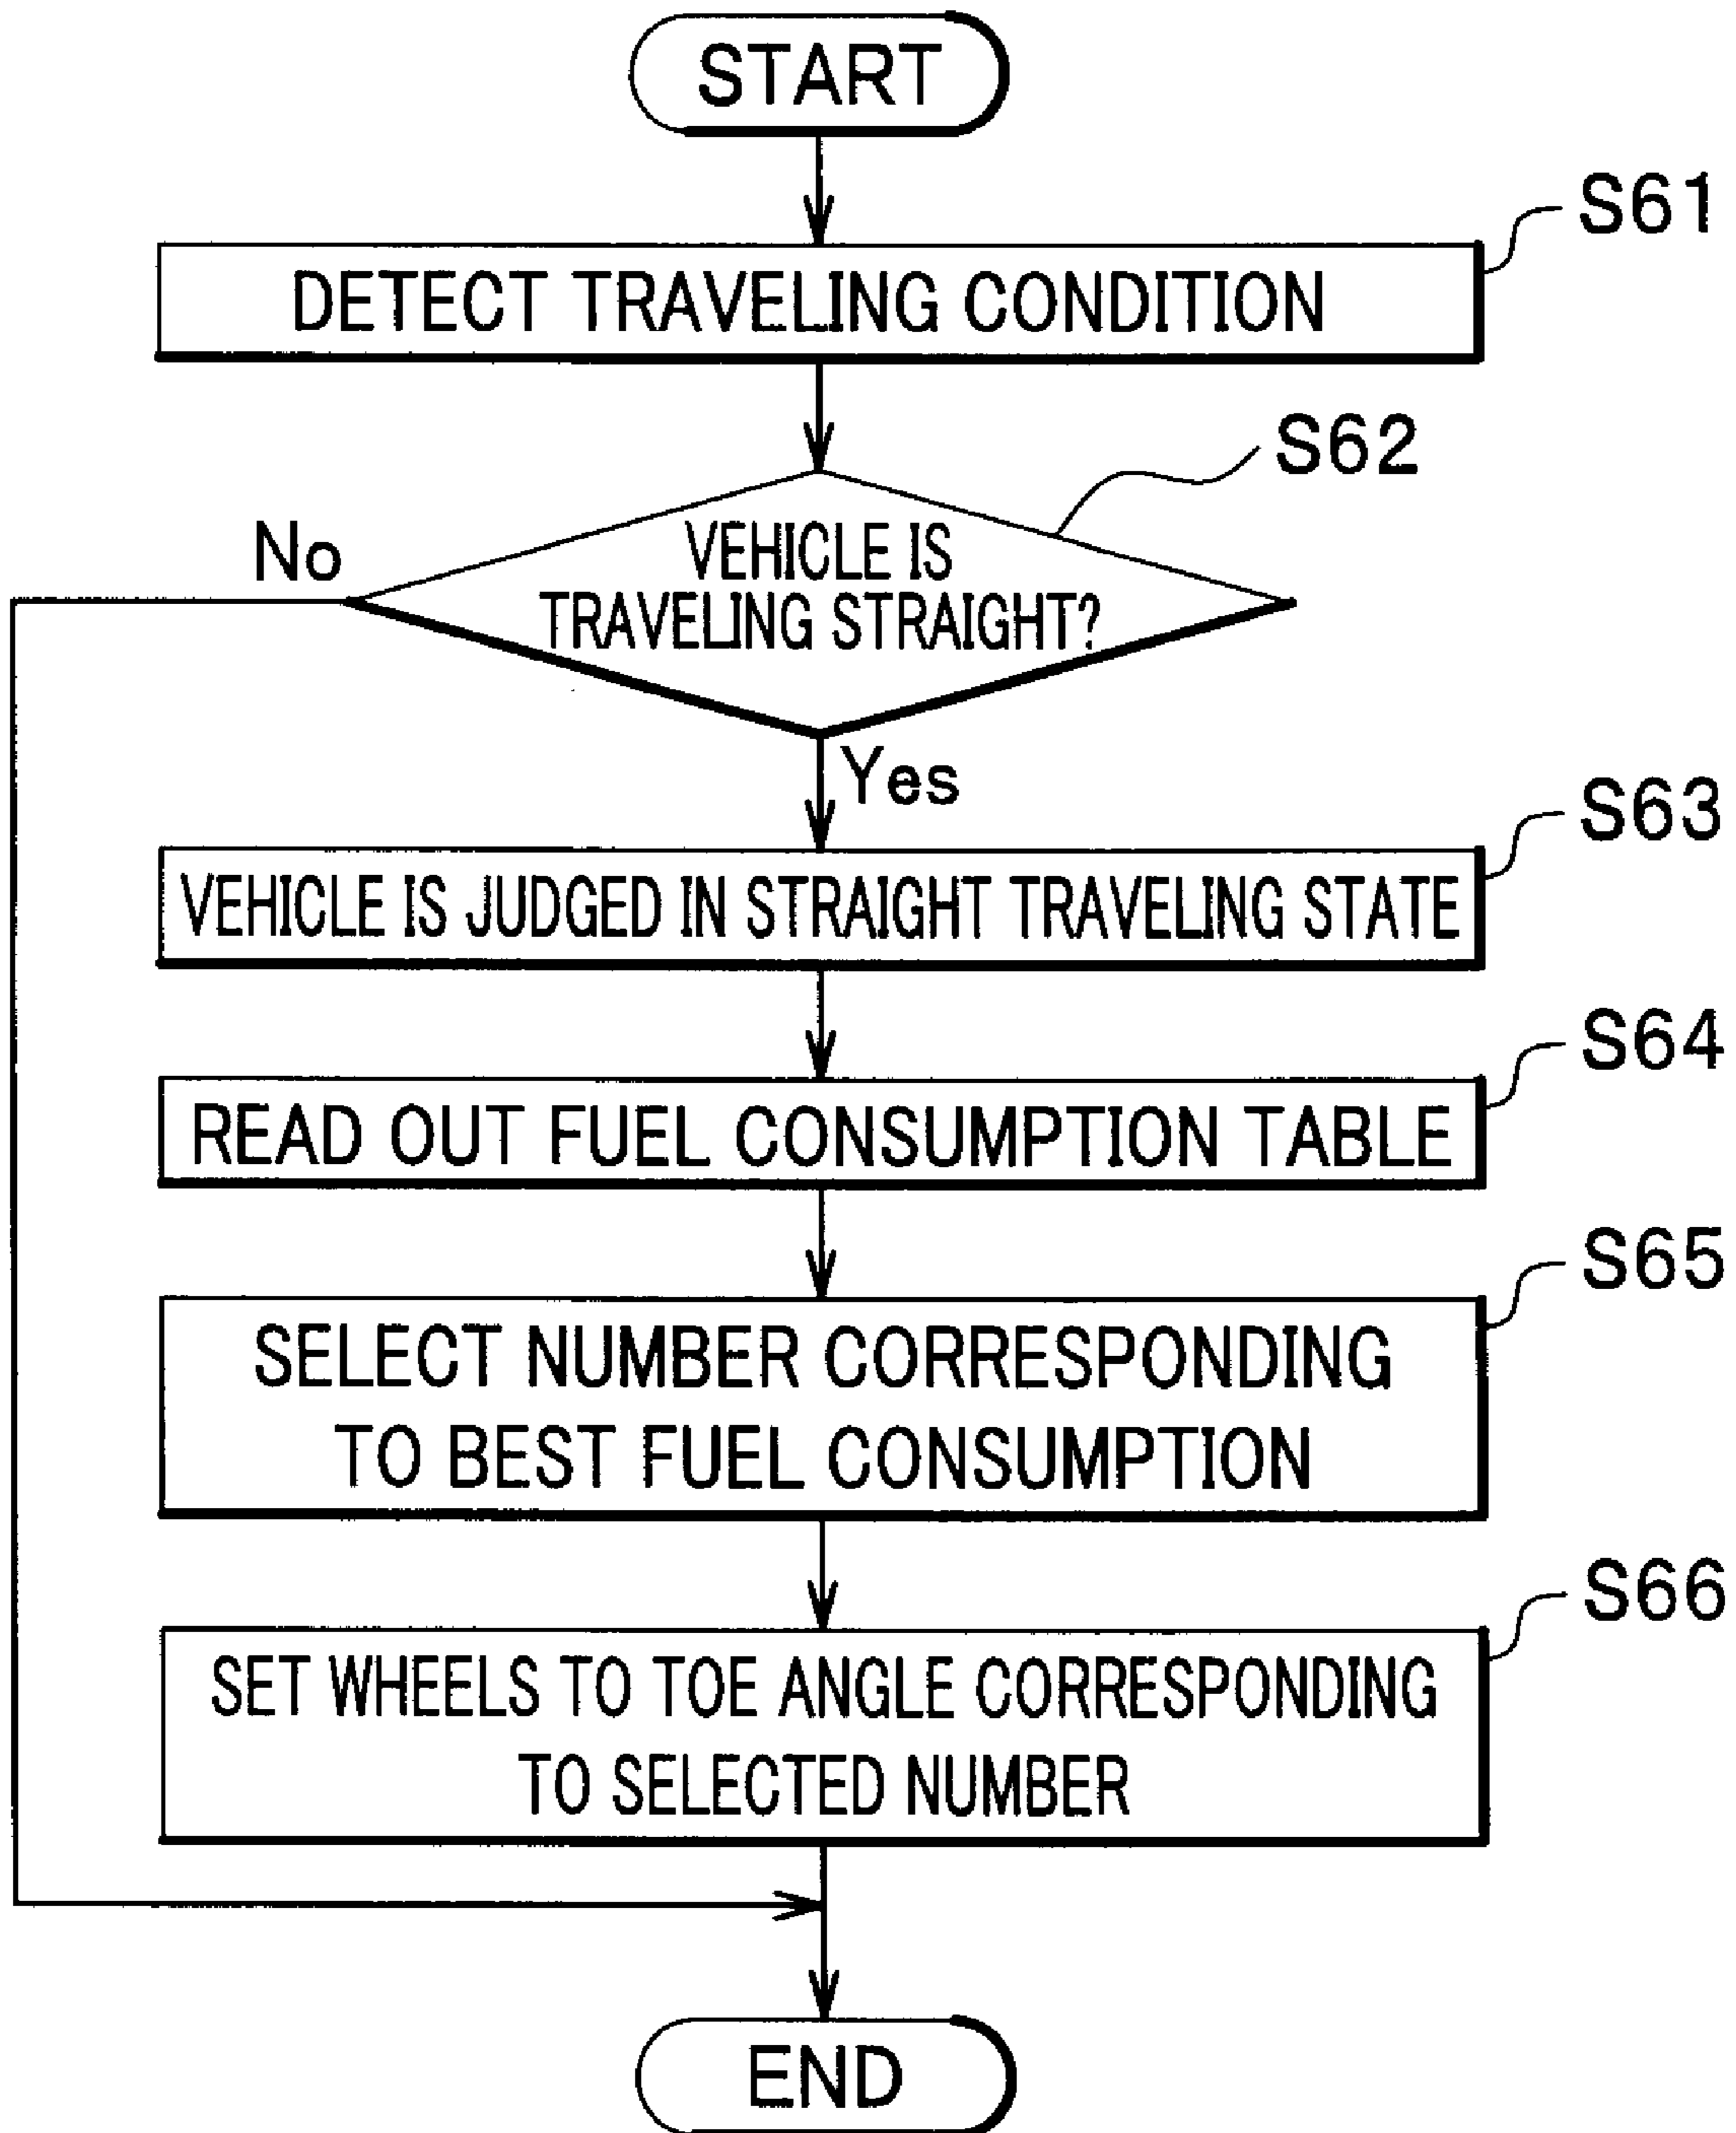 START
S61
DETECT TRAVELING CONDITION
S62
No
VEHICLE IS
TRAVELING STRAIGHT?
Yes
S63
VEHICLE IS JUDGED IN STRAIGHT TRAVELING STATE
S64
READ OUT FUEL CONSUMPTION TABLE
S65
SELECT NUMBER CORRESPONDING
TO BEST FUEL CONSUMPTION
S66
SET WHEELS TO TOE ANGLE CORRESPONDING
TO SELECTED NUMBER
END